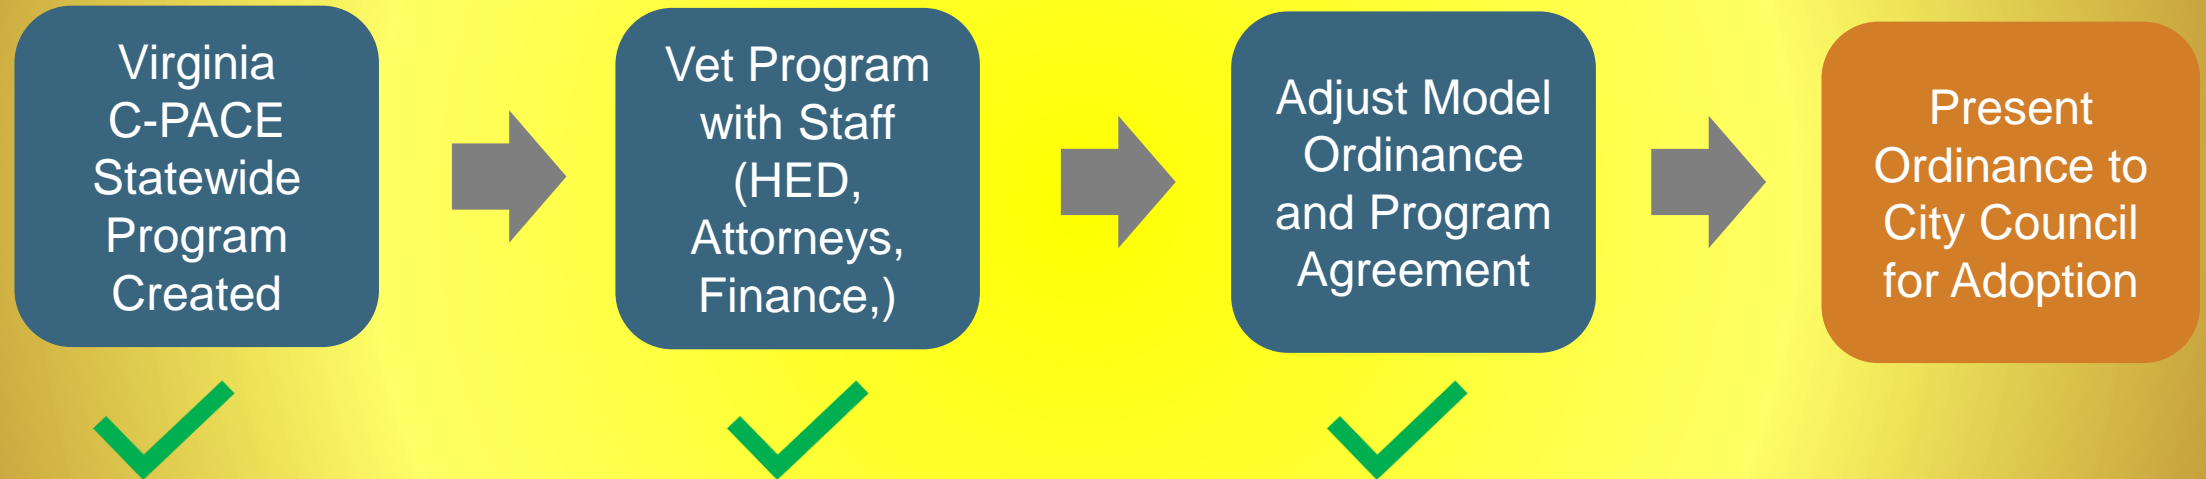 Virginia
C-PACE
Statewide
Program
Created
Vet Program
with Staff
(HED,
Attorneys,
Finance,)
Adjust Model
Ordinance
and Program
Agreement
Present
Ordinance to
City Council
for Adoption